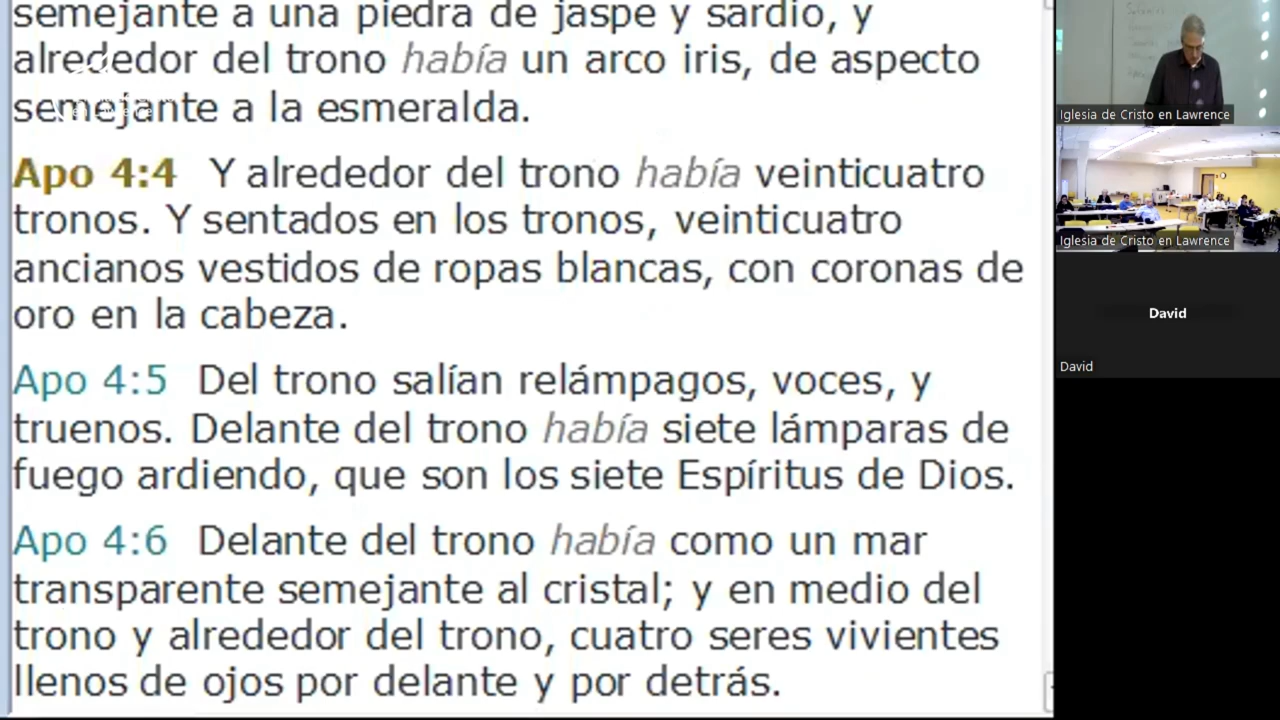 semejante a una piedra de jaspe y sardio, y
alrededor del trono había un arco iris, de aspecto
semejante a la esmeralda.
Apo 4:4 Y alrededor del trono había veinticuatro
tronos. Y sentados en los tronos, veinticuatro
ancianos vestidos de ropas blancas, con coronas de
oro en la cabeza.
Apo 4:5 Del trono salían relámpagos, voces, y
truenos. Delante del trono había siete lámparas de
fuego ardiendo, que son los siete Espíritus de Dios.
Apo 4:6 Delante del trono había como un mar
transparente semejante al cristal; y en medio del
trono y alrededor del trono, cuatro seres vivientes
llenos de ojos por delante y por detrás.
Iglesia de Cristo en Lawrence
Iglesia de Cristo en Lawrence
David
David